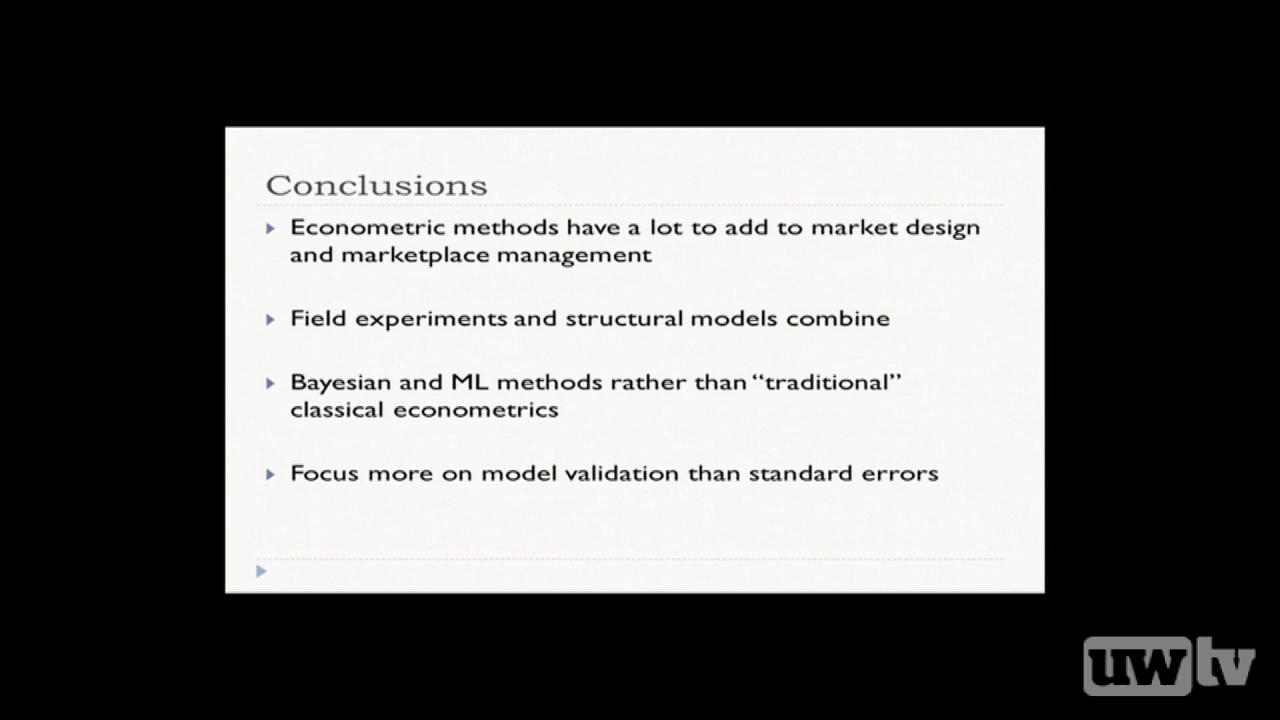 Conclusions
Econometric methods have a lot to add to market design
and marketplace management
Field experiments and structural models combine
Bayesian and ML methods rather than “traditional”
classical econometrics
Focus more on model validation than standard errors
uwtv